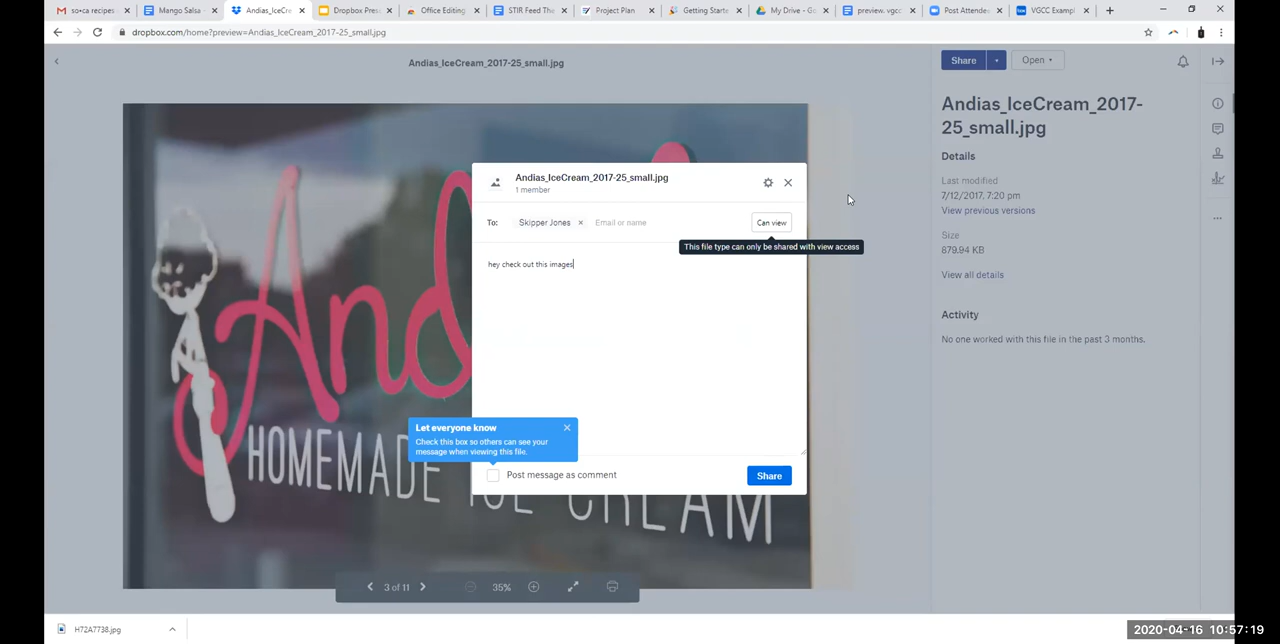 so+ca recipes
Mango Salsa
Andias_IceCre
Dropbox Pres
Office Editing
STIR Feed Tha
Project Plan
Getting Starte
My Drive - Go
preview, vgcc
Post Attende
VGCC Exampl
dropbox.com/home?preview=Andias_IceCream_2017-25_small.jpg
Andias_IceCream_2017-25_small.jpg
Share
Open
Andias_IceCream_2017-
25_small.jpg
Details
Last modified
7/12/2017, 7:20 pm
View previous versions
Size
879.94 KB
View all details
Activity
No one worked with this file in the past 3 months.
Andias_IceCream_2017-25_small.jpg
1 member
To: Skipper Jones × Email or name
Can view
This file type can only be shared with view access
hey check out this images
Let everyone know
Check this box so others can see your
message when viewing this file.
Post message as comment
Share
And
HOMEMADE ICE CREAM
3 of 11
35%
H72A7738.jpg
2020-04-16 10:57:19